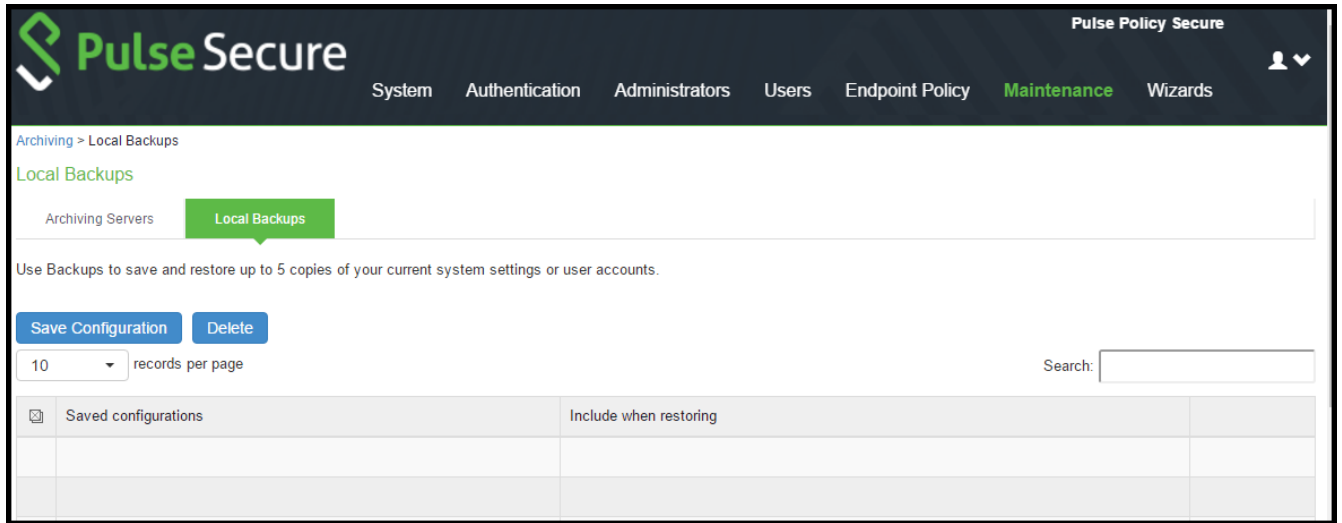 Pulse Policy Secure
Pulse Secure
System Authentication Administrators Users Endpoint Policy Maintenance Wizards
Archiving > Local Backups
Local Backups
Archiving Servers Local Backups
Use Backups to save and restore up to 5 copies of your current system settings or user accounts.
Save Configuration Delete
10 records per page Search:
Saved configurations Include when restoring